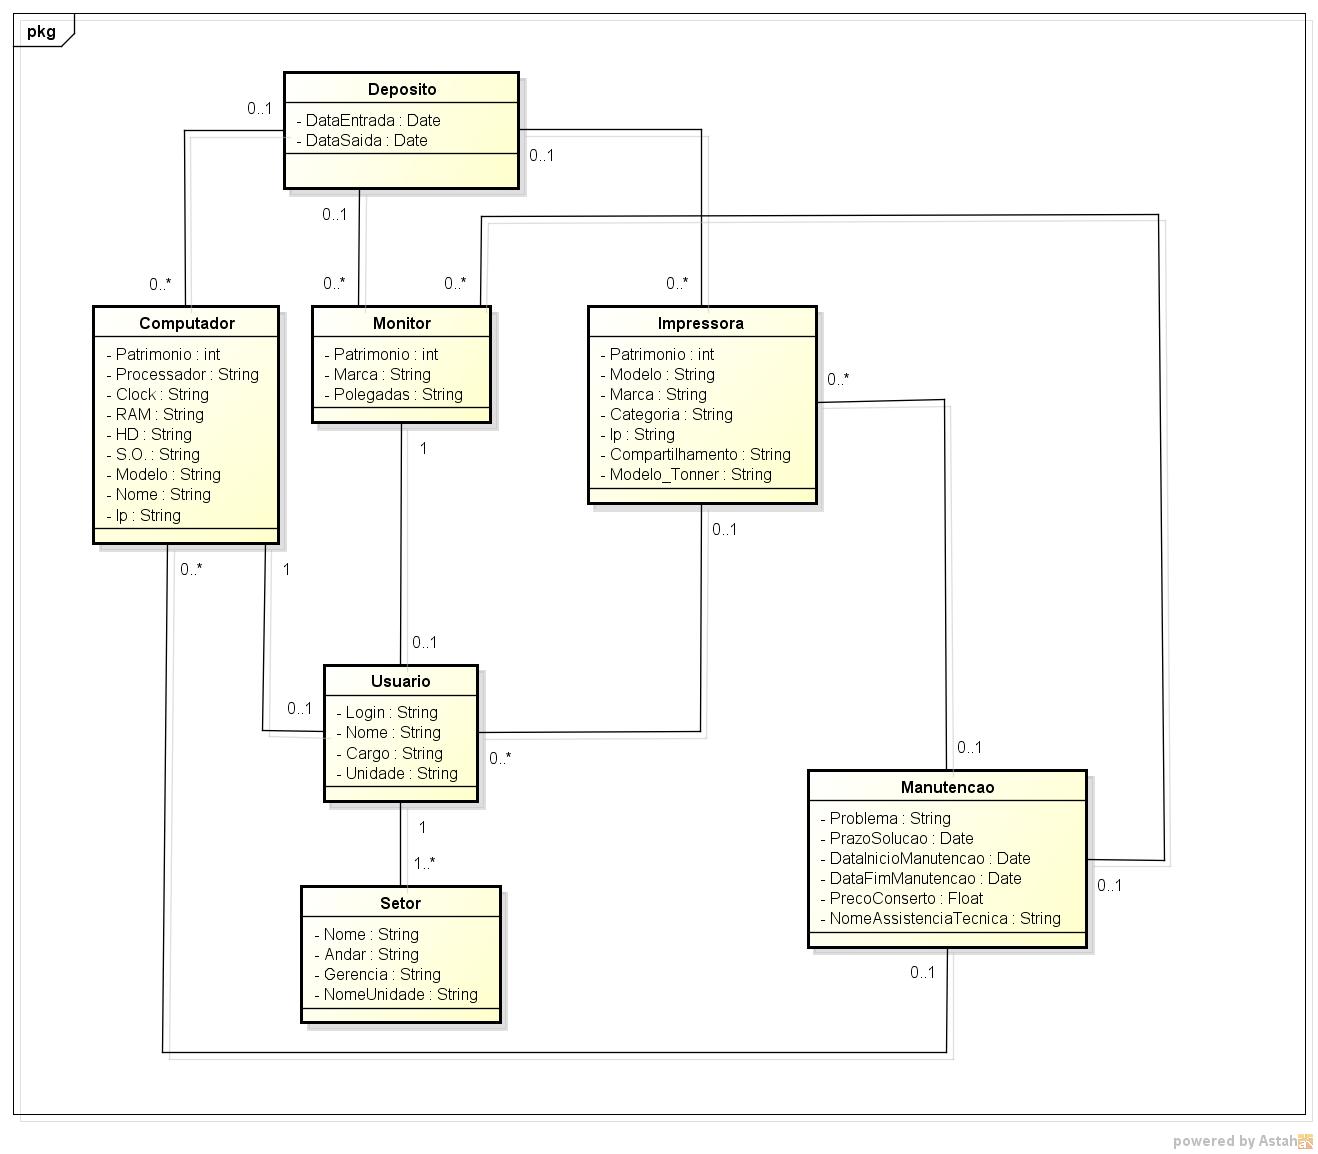 pkg
Deposito
- DataEntrada : Date
- DataSaida : Date
0..1
0..1
0..1
0..*
0..*
0..*
0..*
Computador
- Patrimonio : int
- Processador : String
- Clock : String
- RAM : String
- HD : String
- S.O. : String
- Modelo : String
- Nome : String
- Ip : String
Monitor
- Patrimonio : int
- Marca : String
- Polegadas : String
Impressora
- Patrimonio : int
- Modelo : String
- Marca : String
- Categoria : String
- Ip : String
- Compartilhamento : String
- Modelo_Tonner : String
0..*
1
0..1
0..*
1
0..1
0..1
Usuario
- Login : String
- Nome : String
- Cargo : String
- Unidade : String
0..*
0..1
Manutencao
- Problema : String
- PrazoSolucao : Date
- DataInicioManutencao : Date
- DataFimManutencao : Date
- PrecoConserto : Float
- NomeAssistenciaTecnica : String
0..1
0..1
1
1..*
Setor
- Nome : String
- Andar : String
- Gerencia : String
- NomeUnidade : String
powered by Astah